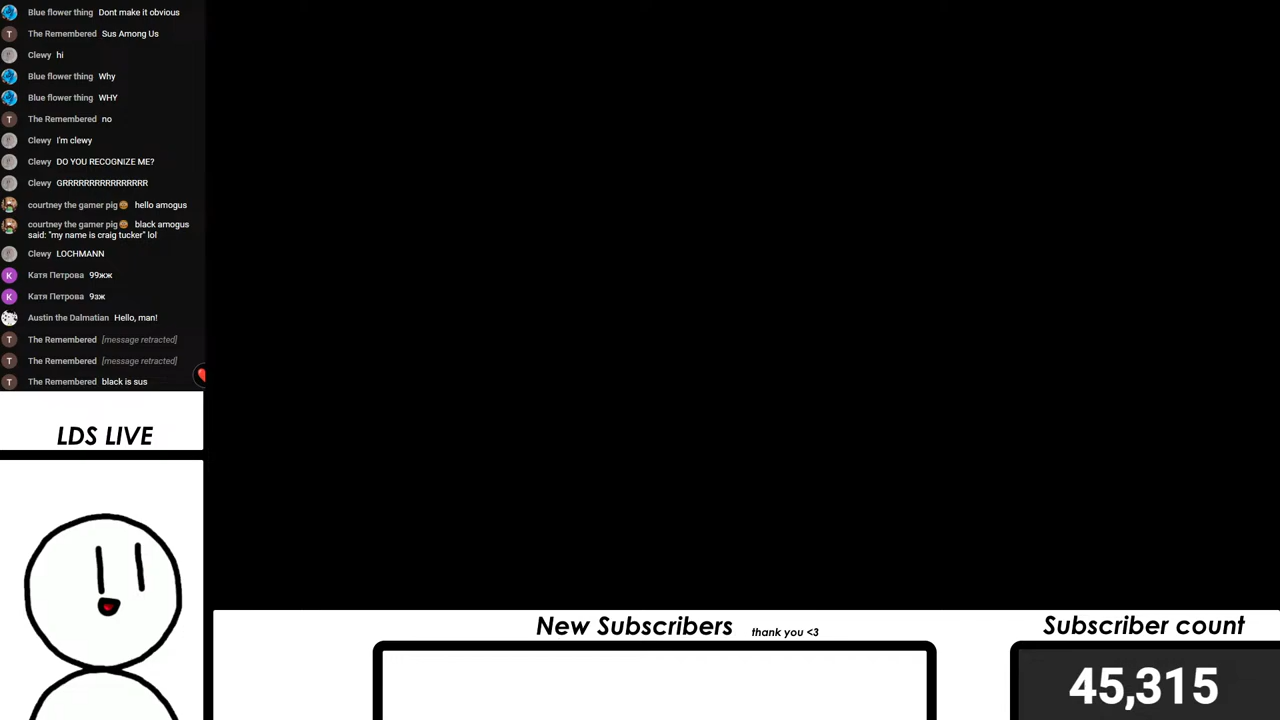 Blue flower thing Dont make it obvious
T The Remembered Sus Among Us
Clewy hi
Blue flower thing Why
Blue flower thing WHY
T The Remembered no
Clewy I'm clewy
Clewy DO YOU RECOGNIZE ME?
Clewy GRRRRRRRRRRRRRRRR
courtney the gamer pig hello amogus
courtney the gamer pig black amogus
said: "my name is craig tucker" lol
Clewy LOCHMANN
К Катя Петрова 99жж
К Катя Петрова 9зж
Austin the Dalmatian Hello, man!
T The Remembered [message retracted]
T The Remembered [message retracted]
T The Remembered black is sus
LDS LIVE
New Subscribers thank you <3
Subscriber count
45,315